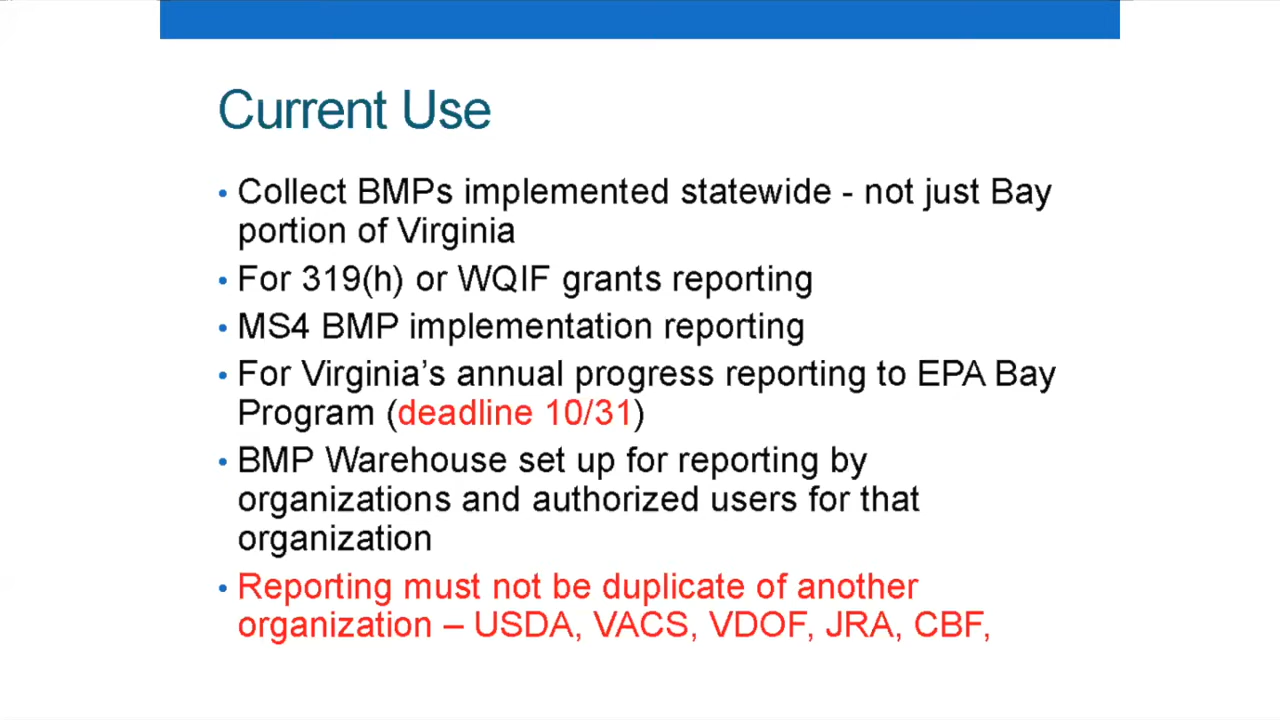 Current Use
• Collect BMPs implemented statewide - not just Bay
portion of Virginia
• For 319(h) or WQIF grants reporting
• MS4 BMP implementation reporting
• For Virginia’s annual progress reporting to EPA Bay
Program (deadline 10/31)
• BMP Warehouse set up for reporting by
organizations and authorized users for that
organization
• Reporting must not be duplicate of another
organization – USDA, VACS, VDOF, JRA, CBF,